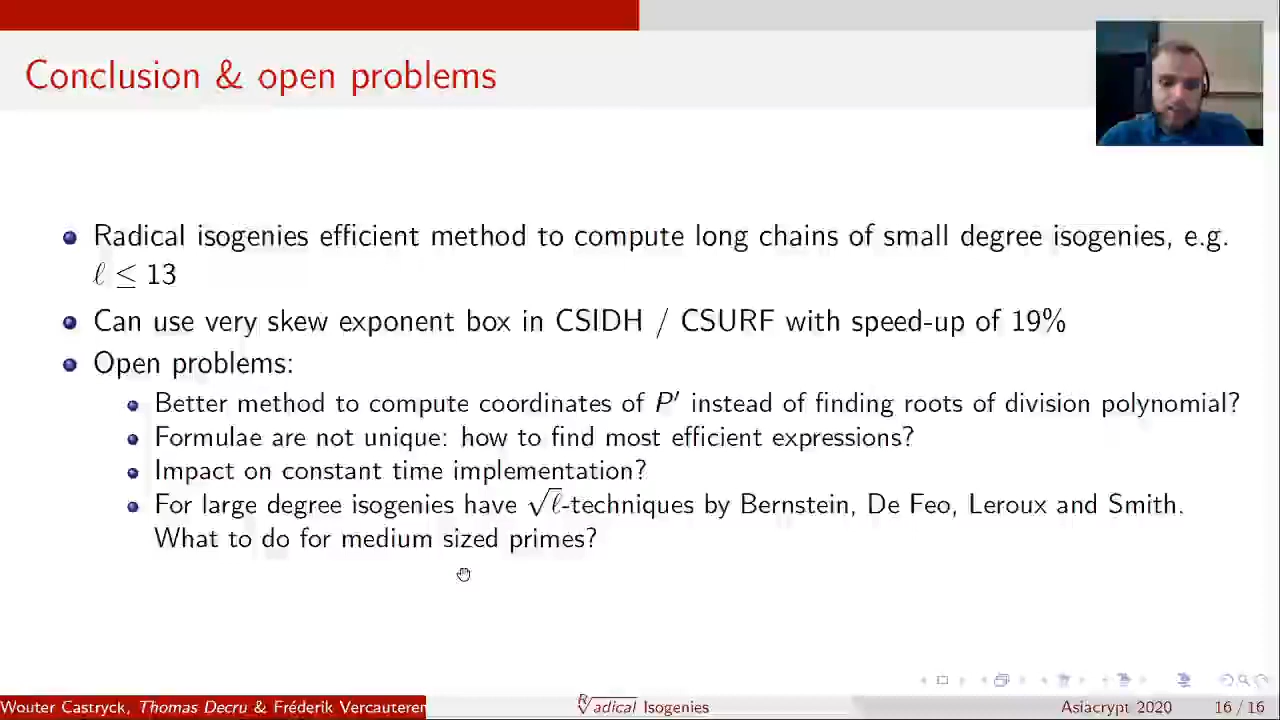 Conclusion & open problems
Radical isogenies efficient method to compute long chains of small degree isogenies, e.g.
ℓ ≤ 13
Can use very skew exponent box in CSIDH / CSURF with speed-up of 19%
Open problems:
Better method to compute coordinates of P′ instead of finding roots of division polynomial?
Formulae are not unique: how to find most efficient expressions?
Impact on constant time implementation?
For large degree isogenies have √ℓ-techniques by Bernstein, De Feo, Leroux and Smith.
What to do for medium sized primes?
Wouter Castryck, Thomas Decru & Fréderik Vercauteren
ᴿ√adical Isogenies
Asiacrypt 2020
16 / 16